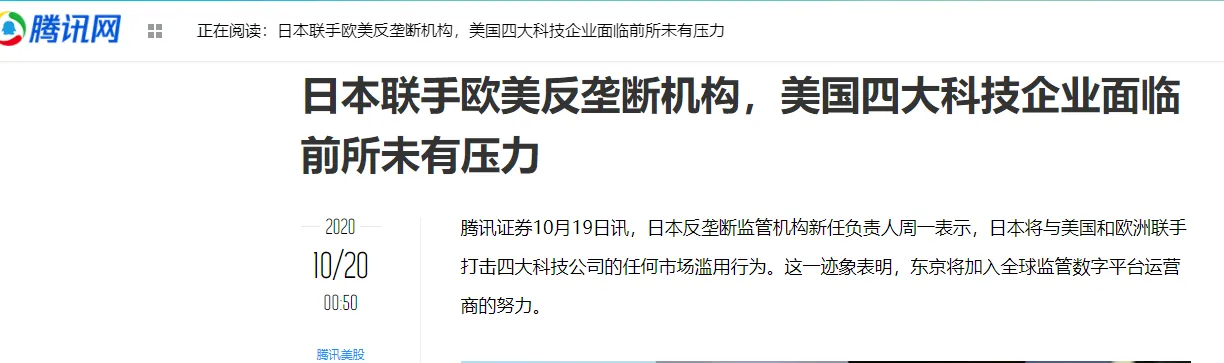 腾讯网
正在阅读：日本联手欧美反垄断机构，美国四大科技企业面临前所未有压力
日本联手欧美反垄断机构，美国四大科技企业面临
前所未有压力
2020
10/20
00:50
腾讯美股
腾讯证券10月19日讯，日本反垄断监管机构新任负责人周一表示，日本将与美国和欧洲联手
打击四大科技公司的任何市场滥用行为。这一迹象表明，东京将加入全球监管数字平台运营
商的努力。